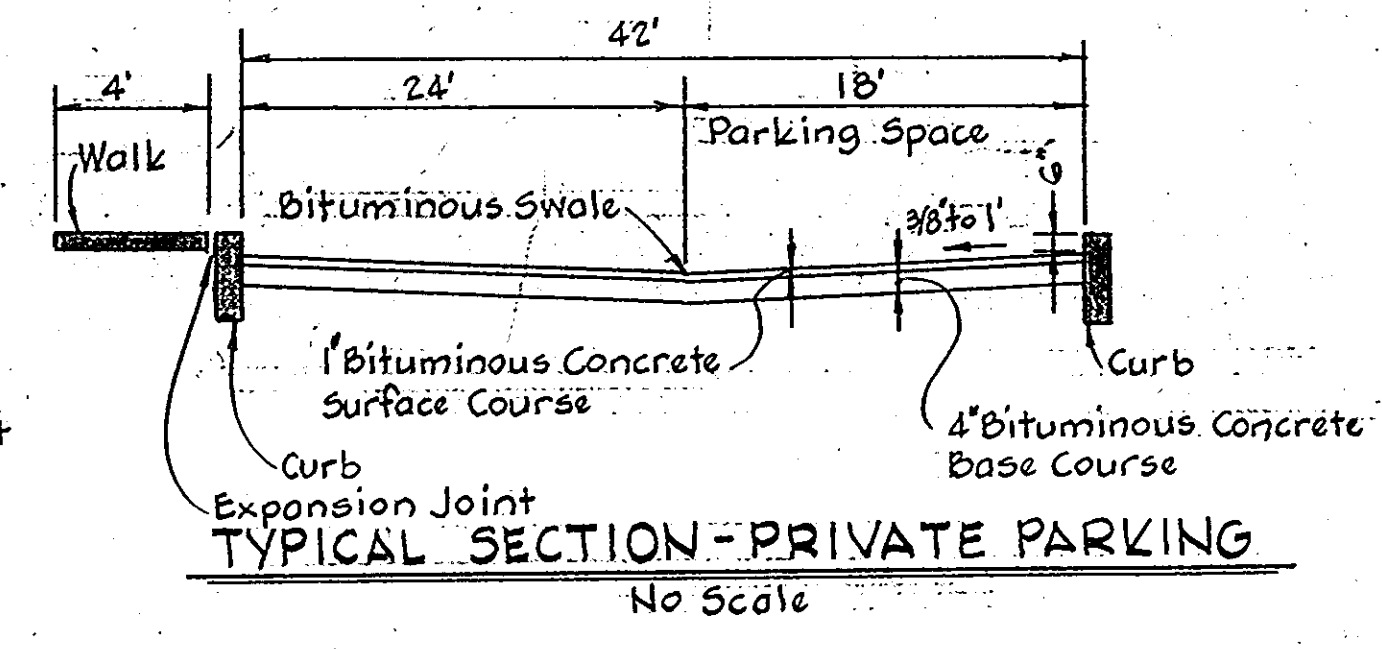 42'
4'
24'
18'
Walk
Parking Space
6"
Bituminous Swale
3/8" to 1'
1" Bituminous Concrete
Surface Course
Curb
4" Bituminous Concrete
Base Course
Curb
Expansion Joint
TYPICAL SECTION - PRIVATE PARKING
No Scale